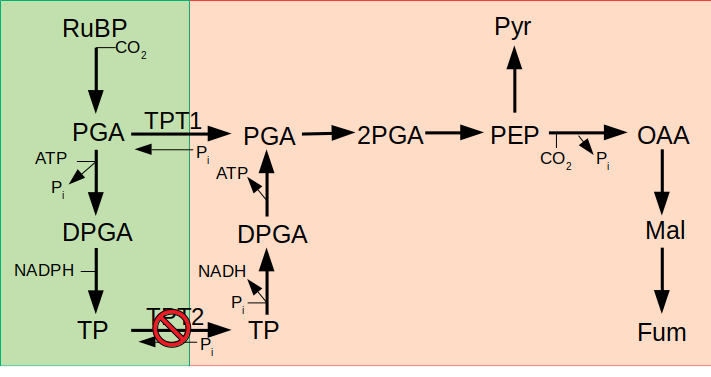 RuBP
CO2
PGA
TPT1
Pi
ATP
Pi
DPGA
NADPH
TP
TPT2
Pi
PGA
ATP
DPGA
NADH
Pi
TP
2PGA
Pyr
PEP
CO2
Pi
OAA
Mal
Fum